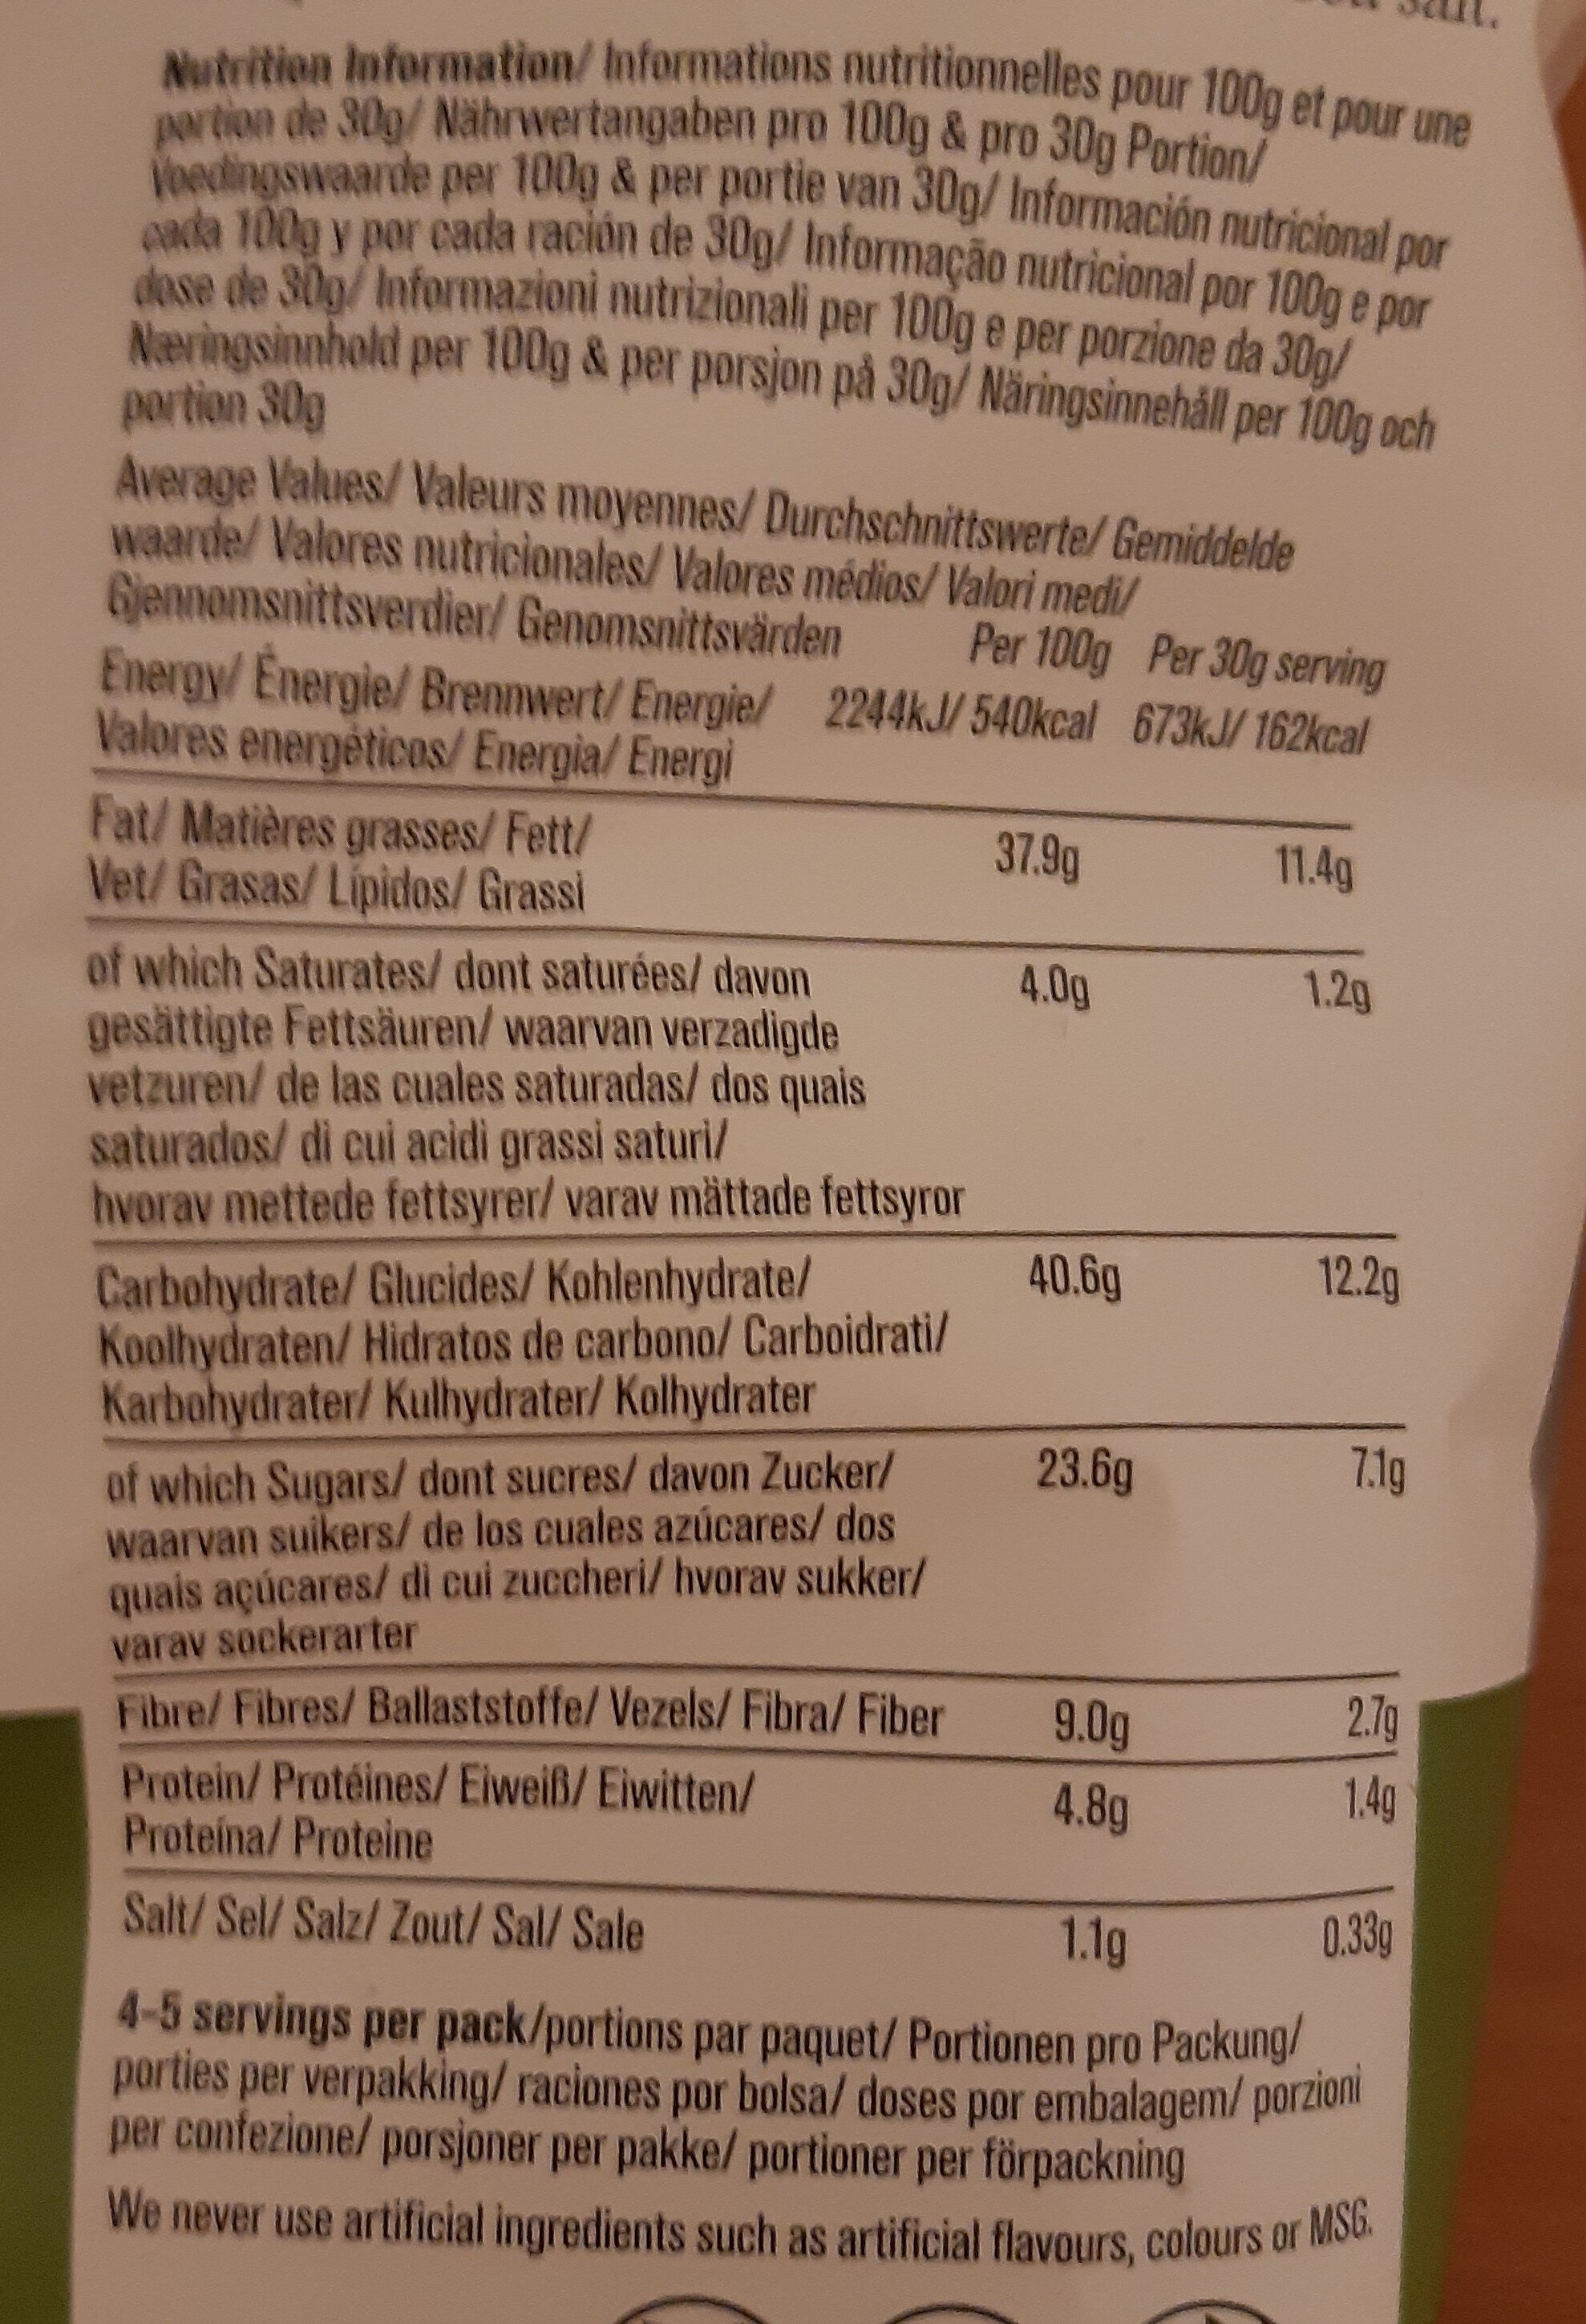 salt.
Nutrition Information/ Informations nutritionnelles pour 100g et pour une
portion de 30g/ Nährwertangaben pro 100g & pro 30g Portion/
Voedingswaarde per 100g & per portie van 30g/ Información nutricional por
cada 100g y por cada ración de 30g/ Informação nutricional por 100g e por
dose de 30g/ Informazioni nutrizionali per 100g e per porzione da 30g/
Næringsinnhold per 100g & per porsjon på 30g/ Näringsinnehåll per 100g och
portion 30g
Average Values/ Valeurs moyennes/ Durchschnittswerte/ Gemiddelde
waarde/ Valores nutricionales/ Valores médios/ Valori medi/
Gjennomsnittsverdier/ Genomsnittsvärden Per 100g Per 30g serving
Energy/ Énergie/ Brennwert/ Energie/ 2244kJ/ 540kcal 673kJ/ 162kcal
Valores energéticos/ Energia/ Energi
Fat/ Matières grasses/ Fett/ 37.9g 11.4g
Vet/ Grasas/ Lípidos/ Grassi
of which Saturates/ dont saturées/ davon 4.0g 1.2g
gesättigte Fettsäuren/ waarvan verzadigde
vetzuren/ de las cuales saturadas/ dos quais
saturados/ di cui acidi grassi saturi/
hvorav mettede fettsyrer/ varav mättade fettsyror
Carbohydrate/ Glucides/ Kohlenhydrate/ 40.6g 12.2g
Koolhydraten/ Hidratos de carbono/ Carboidrati/
Karbohydrater/ Kulhydrater/ Kolhydrater
of which Sugars/ dont sucres/ davon Zucker/ 23.6g 7.1g
waarvan suikers/ de los cuales azúcares/ dos
quais açúcares/ di cui zuccheri/ hvorav sukker/
varav sockerarter
Fibre/ Fibres/ Ballaststoffe/ Vezels/ Fibra/ Fiber 9.0g 2.7g
Protein/ Protéines/ Eiweiß/ Eiwitten/ 4.8g 1.4g
Proteína/ Proteine
Salt/ Sel/ Salz/ Zout/ Sal/ Sale 1.1g 0.33g
4-5 servings per pack/portions par paquet/ Portionen pro Packung/
porties per verpakking/ raciones por bolsa/ doses por embalagem/ porzioni
per confezione/ porsjoner per pakke/ portioner per förpackning
We never use artificial ingredients such as artificial flavours, colours or MSG.